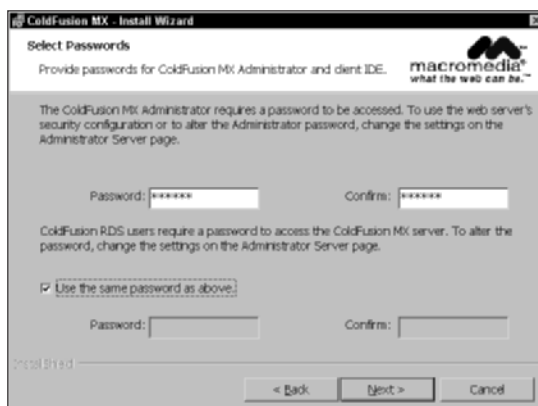 ColdFusion MX - Install Wizard
Select Passwords
Provide passwords for ColdFusion MX Administrator and client IDE.
macromedia®
what the web can be.™
The ColdFusion MX Administrator requires a password to be accessed. To use the web server's
security configuration or to alter the Administrator password, change the settings on the
Administrator Server page.
Password: ****** Confirm: ******
ColdFusion RDS users require a password to access the ColdFusion MX server. To alter the
password, change the settings on the Administrator Server page.
Use the same password as above.
Password: Confirm:
InstallShield
< Back Next > Cancel